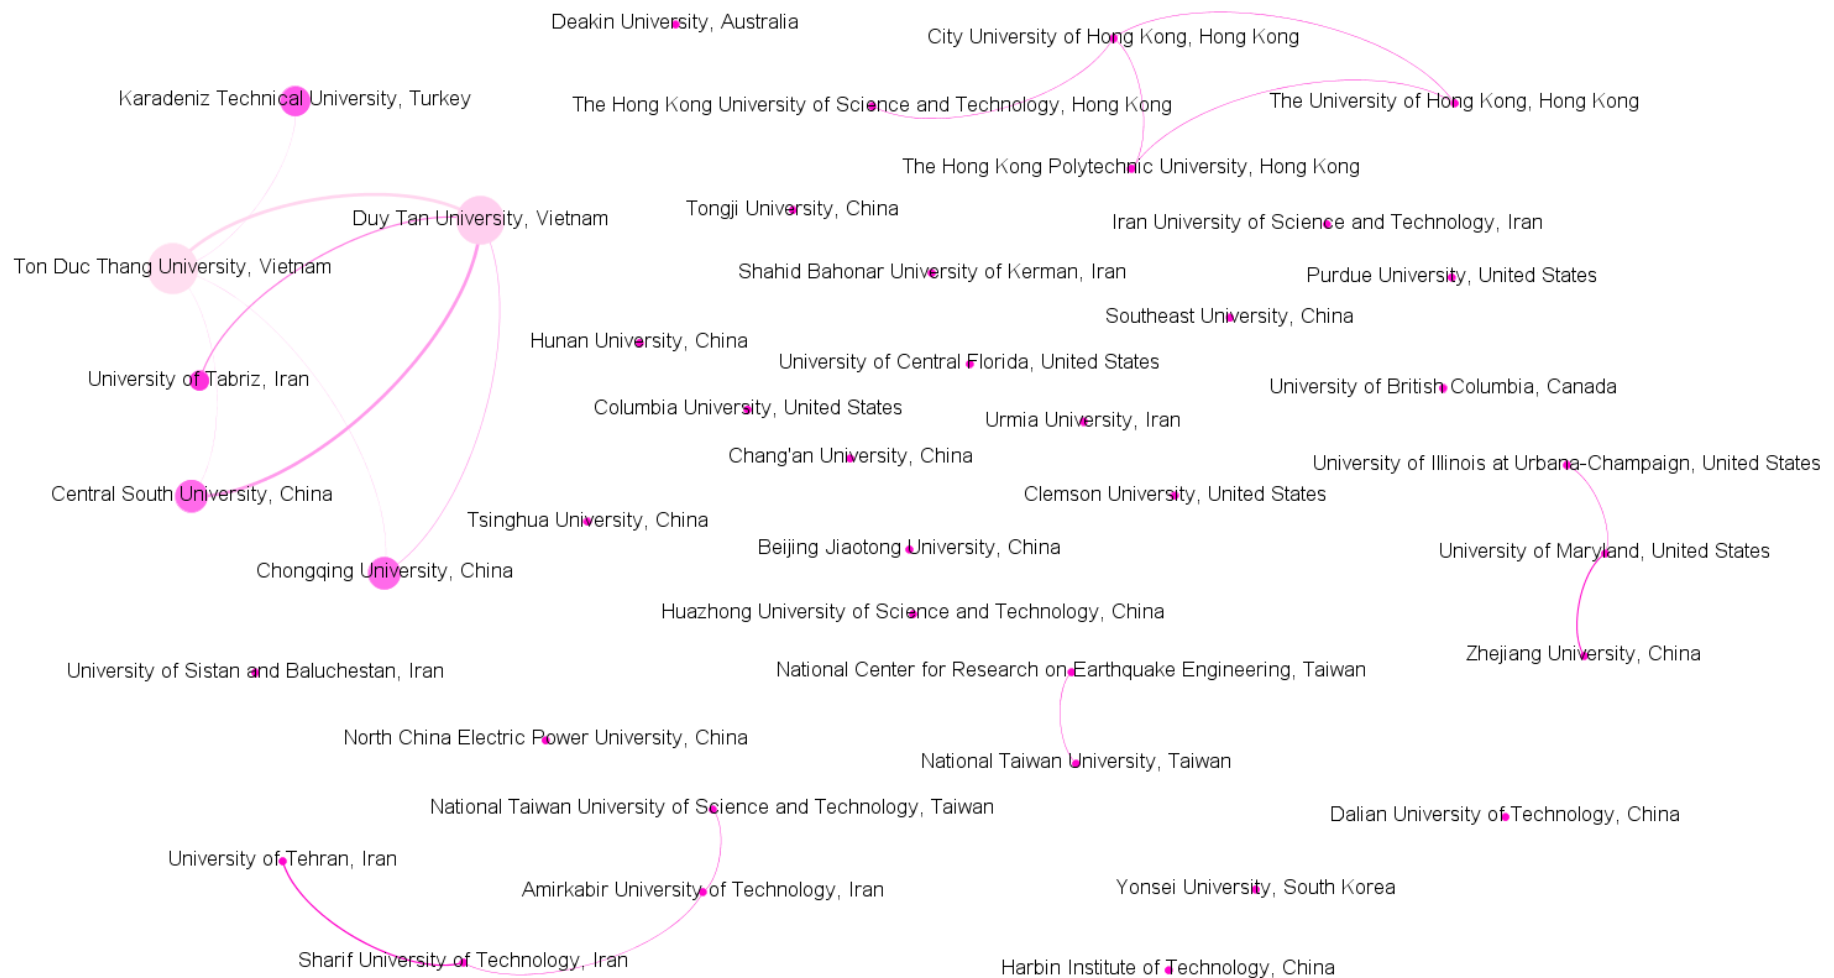 Deakin University, Australia
City University of Hong Kong, Hong Kong
Karadeniz Technical University, Turkey
The Hong Kong University of Science and Technology, Hong Kong
The University of Hong Kong, Hong Kong
The Hong Kong Polytechnic University, Hong Kong
Duy Tan University, Vietnam
Tongji University, China
Iran University of Science and Technology, Iran
Ton Duc Thang University, Vietnam
Shahid Bahonar University of Kerman, Iran
Purdue University, United States
Southeast University, China
Hunan University, China
University of Central Florida, United States
University of Tabriz, Iran
University of British Columbia, Canada
Columbia University, United States
Urmia University, Iran
Chang'an University, China
University of Illinois at Urbana-Champaign, United States
Central South University, China
Clemson University, United States
Tsinghua University, China
Beijing Jiaotong University, China
University of Maryland, United States
Chongqing University, China
Huazhong University of Science and Technology, China
Zhejiang University, China
University of Sistan and Baluchestan, Iran
National Center for Research on Earthquake Engineering, Taiwan
North China Electric Power University, China
National Taiwan University, Taiwan
National Taiwan University of Science and Technology, Taiwan
Dalian University of Technology, China
University of Tehran, Iran
Amirkabir University of Technology, Iran
Yonsei University, South Korea
Sharif University of Technology, Iran
Harbin Institute of Technology, China